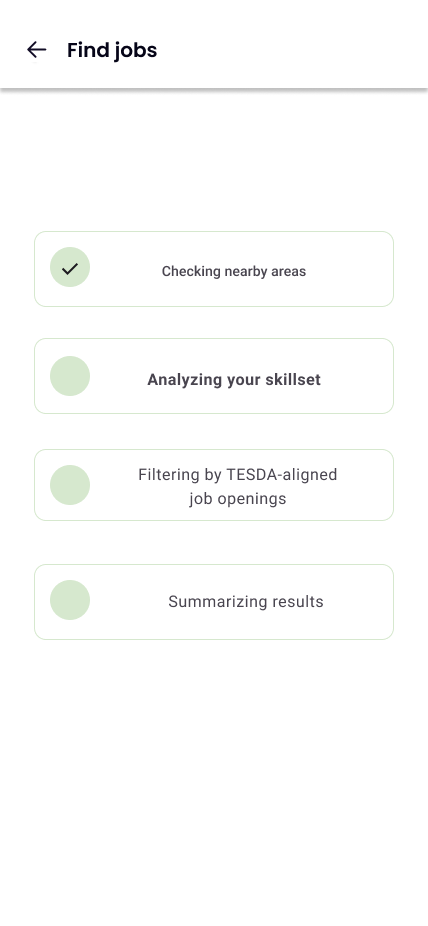 Find jobs
Checking nearby areas
Analyzing your skillset
Filtering by TESDA-aligned
job openings
Summarizing results